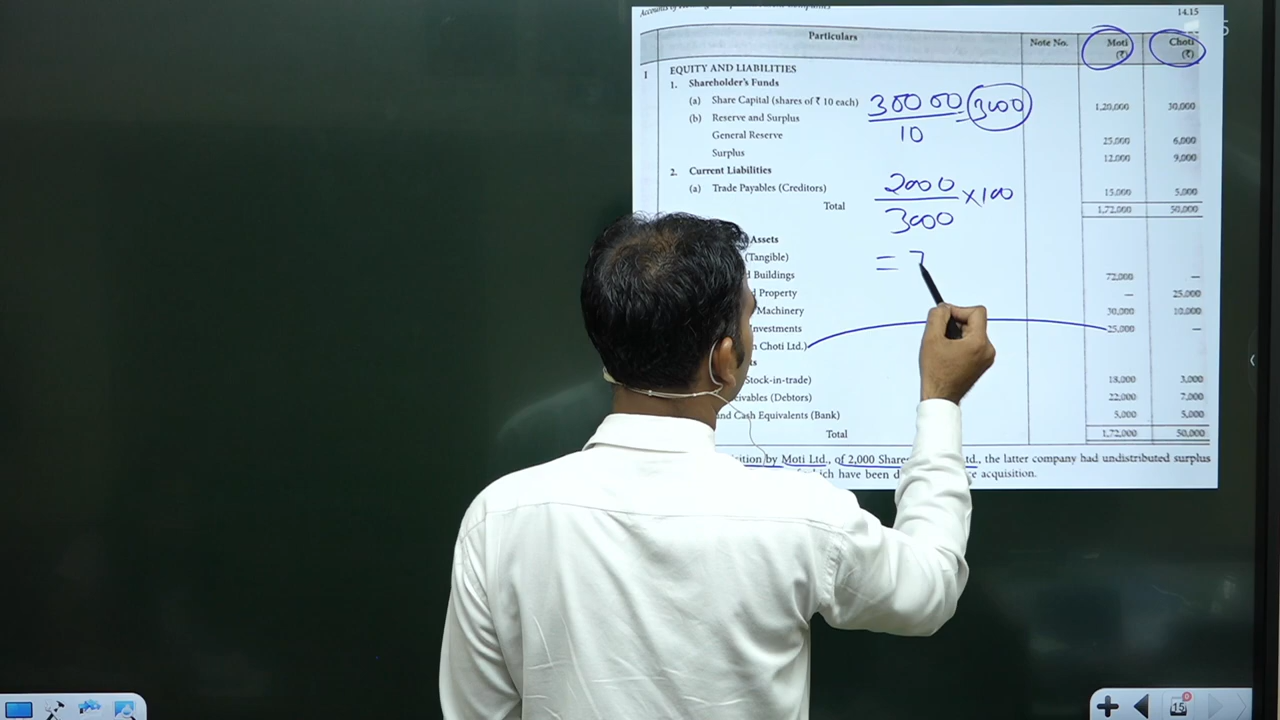 14.15
Particulars Note No. Moti Choti
(₹) (₹)
1 EQUITY AND LIABILITIES
1. Shareholder's Funds
(a) Share Capital (shares of ₹ 10 each) 1,20,000 30,000
(b) Reserve and Surplus
General Reserve 25,000 6,000
Surplus 12,000 9,000
2. Current Liabilities
(a) Trade Payables (Creditors) 15,000 5,000
Total 1,72,000 50,000
30000/10 = 3000
2000/3000 × 100
=
Assets
(Tangible)
Buildings 72,000 —
Property — 25,000
Machinery 30,000 10,000
Investments 25,000 —
Choti Ltd.)
Stock-in-trade) 18,000 3,000
(Debtors) 22,000 7,000
and Cash Equivalents (Bank) 5,000 5,000
Total 1,72,000 50,000
by Moti Ltd., of 2,000 the latter company had undistributed surplus
which have been acquisition.
15